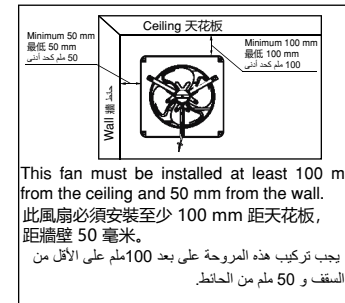 Ceiling 天花板
Minimum 50 mm
最低 50 mm
50 ملم كحد أدنى
Minimum 100 mm
最低 100 mm
100 ملم كحد أدنى
Wall 牆 حائط
This fan must be installed at least 100 m
from the ceiling and 50 mm from the wall.
此風扇必須安裝至少 100 mm 距天花板,
距牆壁 50 毫米。
يجب تركيب هذه المروحة على بعد 100ملم على الأقل من
السقف و 50 ملم من الحائط.